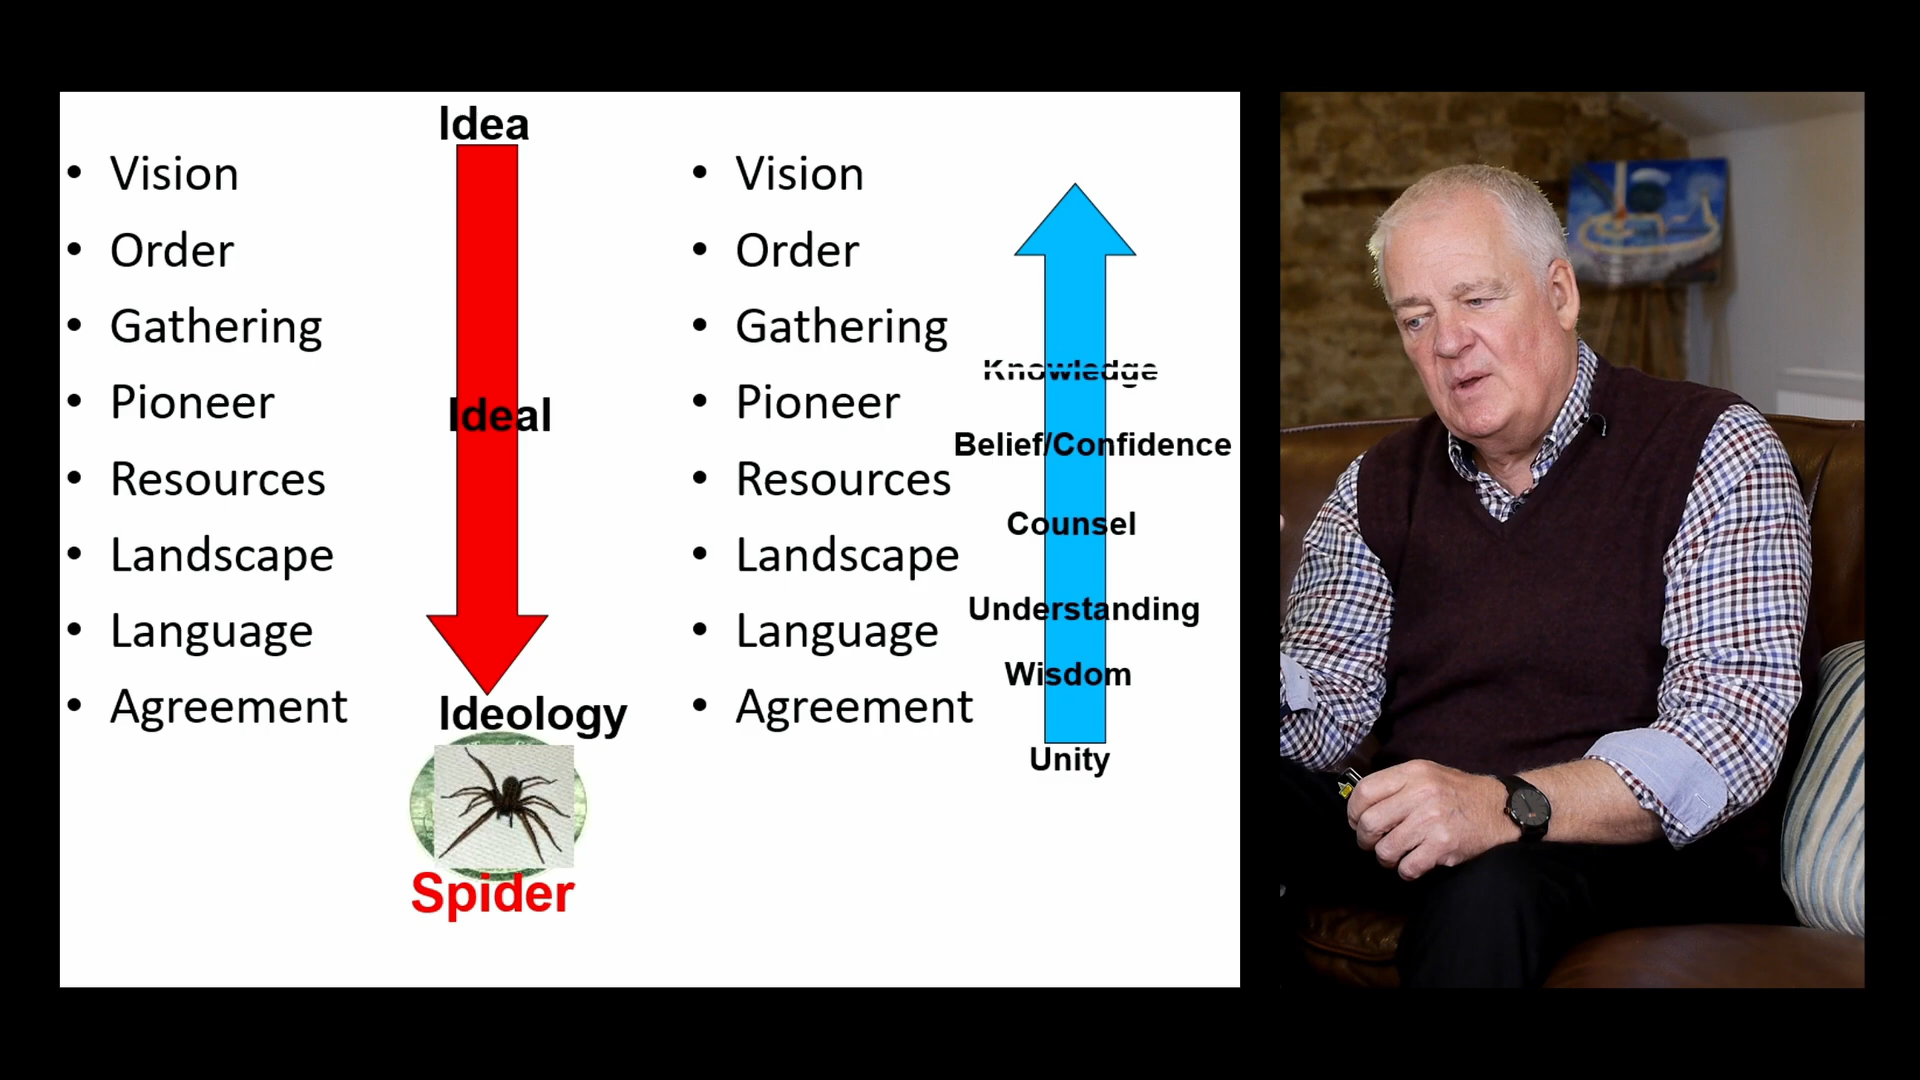 Idea
• Vision
• Order
• Gathering
• Pioneer
• Resources
• Landscape
• Language
• Agreement
Ideal
Ideology
Spider
• Vision
• Order
• Gathering
• Pioneer
• Resources
• Landscape
• Language
• Agreement
Knowledge
Belief/Confidence
Counsel
Understanding
Wisdom
Unity